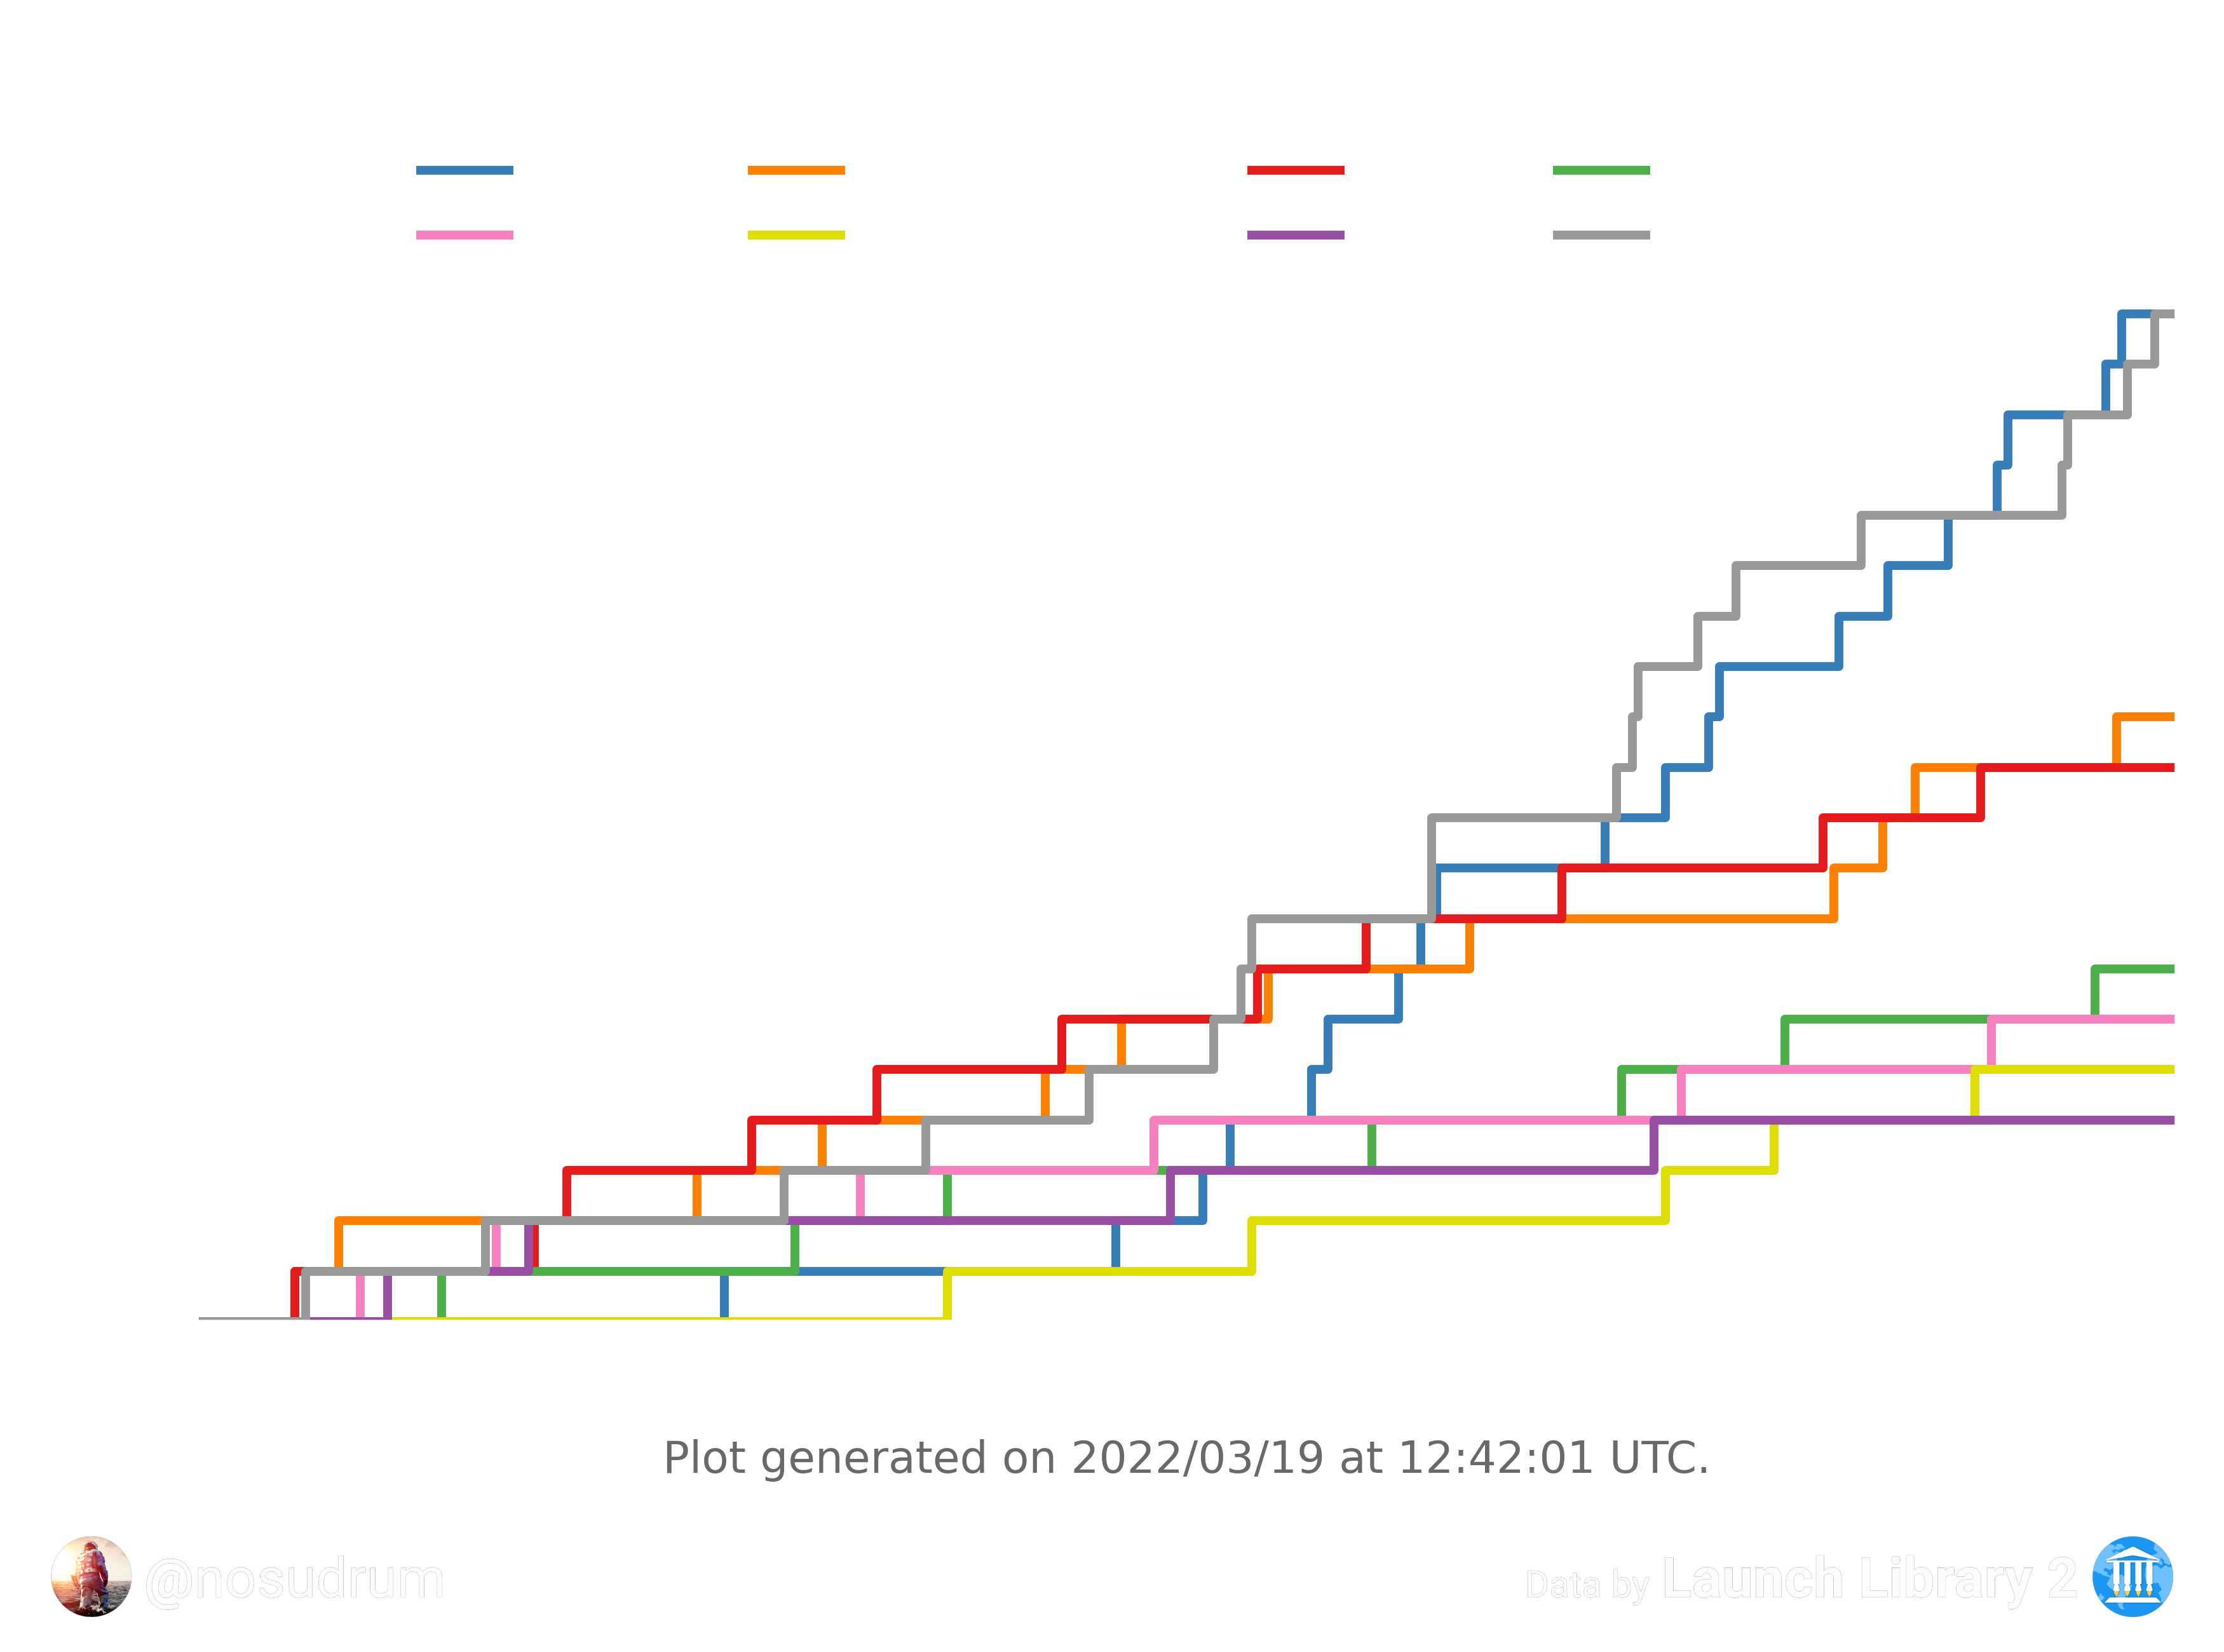 Plot generated on 2022/03/19 at 12:42:01 UTC.
@nosudrum
Data by Launch Library 2